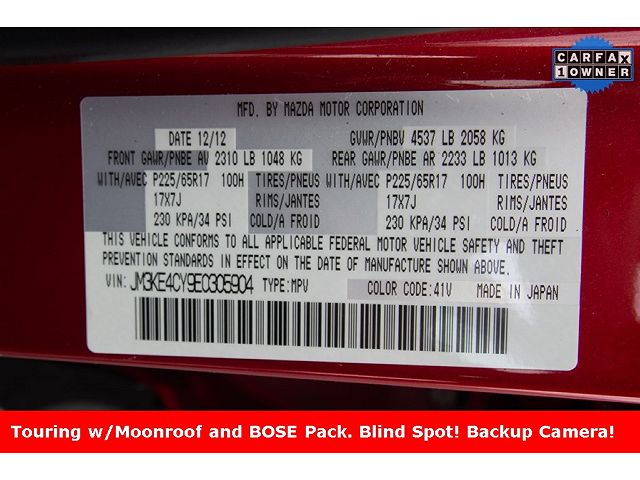 CARFAX
1 OWNER
MFD. BY MAZDA MOTOR CORPORATION
DATE 12/12 GVWR/PNBV 4537 LB 2058 KG
FRONT GAWR/PNBE AV 2310 LB 1048 KG REAR GAWR/PNBE AR 2233 LB 1013 KG
WITH/AVEC P225/65R17 100H TIRES/PNEUS P225/65R17 100H TIRES/PNEUS
17X7J RIMS/JANTES 17X7J RIMS/JANTES
230 KPA/34 PSI COLD/A FROID 230 KPA/34 PSI COLD/A FROID
THIS VEHICLE CONFORMS TO ALL APPLICABLE FEDERAL MOTOR VEHICLE SAFETY AND THEFT
PREVENTION STANDARDS IN EFFECT ON THE DATE OF MANUFACTURE SHOWN ABOVE.
VIN: JM3KE4CY9E0305904 TYPE: MPV COLOR CODE: 41V MADE IN JAPAN
Touring w/Moonroof and BOSE Pack. Blind Spot! Backup Camera!